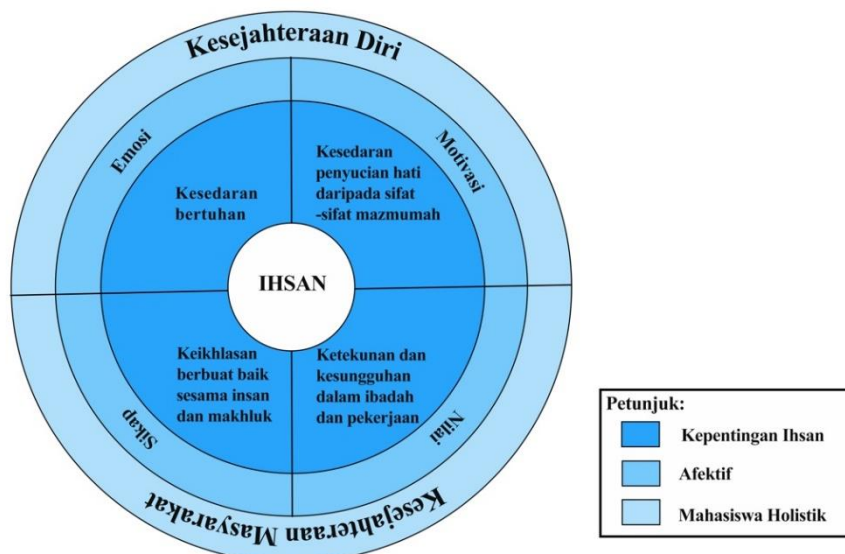 Kesejahteraan Diri
Emosi
Motivasi
Kesedaran
bertuhan
Kesedaran
penyucian hati
daripada sifat
-sifat mazmumah
IHSAN
Keikhlasan
berbuat baik
sesama insan
dan makhluk
Ketekunan dan
kesungguhan
dalam ibadah
dan pekerjaan
Sikap
Nilai
Kesejahteraan Masyarakat
Petunjuk:
Kepentingan Ihsan
Afektif
Mahasiswa Holistik